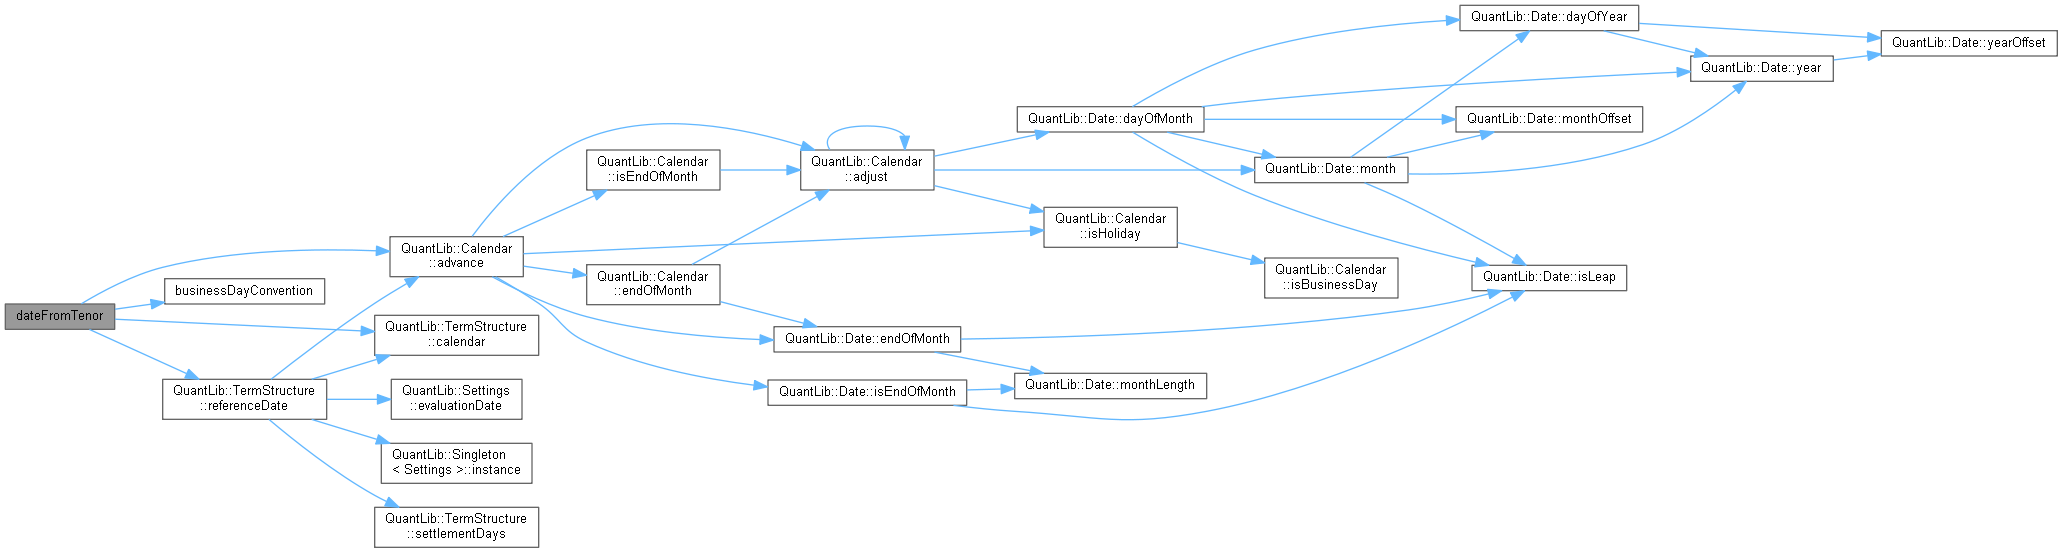 dateFromTenor
businessDayConvention
QuantLib::TermStructure
::referenceDate
QuantLib::Calendar
::advance
QuantLib::TermStructure
::calendar
QuantLib::Settings
::evaluationDate
QuantLib::Singleton
< Settings >::instance
QuantLib::TermStructure
::settlementDays
QuantLib::Calendar
::isEndOfMonth
QuantLib::Calendar
::endOfMonth
QuantLib::Calendar
::adjust
QuantLib::Date::endOfMonth
QuantLib::Date::isEndOfMonth
QuantLib::Date::dayOfMonth
QuantLib::Calendar
::isHoliday
QuantLib::Date::monthLength
QuantLib::Date::month
QuantLib::Calendar
::isBusinessDay
QuantLib::Date::dayOfYear
QuantLib::Date::monthOffset
QuantLib::Date::isLeap
QuantLib::Date::year
QuantLib::Date::yearOffset